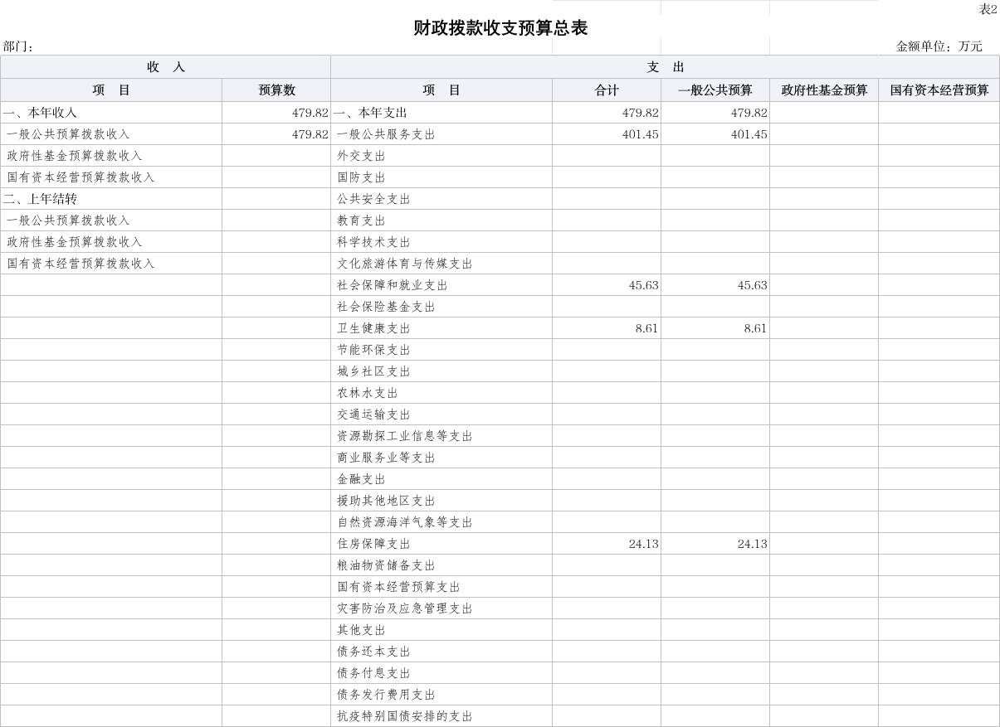 表2
财政拨款收支预算总表
部门： 金额单位：万元
收　入 支　出
项　目 预算数 项　目 合计 一般公共预算 政府性基金预算 国有资本经营预算
一、本年收入 479.82 一、本年支出 479.82 479.82
一般公共预算拨款收入 479.82 一般公共服务支出 401.45 401.45
政府性基金预算拨款收入 外交支出
国有资本经营预算拨款收入 国防支出
二、上年结转 公共安全支出
一般公共预算拨款收入 教育支出
政府性基金预算拨款收入 科学技术支出
国有资本经营预算拨款收入 文化旅游体育与传媒支出
社会保障和就业支出 45.63 45.63
社会保险基金支出
卫生健康支出 8.61 8.61
节能环保支出
城乡社区支出
农林水支出
交通运输支出
资源勘探工业信息等支出
商业服务业等支出
金融支出
援助其他地区支出
自然资源海洋气象等支出
住房保障支出 24.13 24.13
粮油物资储备支出
国有资本经营预算支出
灾害防治及应急管理支出
其他支出
债务还本支出
债务付息支出
债务发行费用支出
抗疫特别国债安排的支出